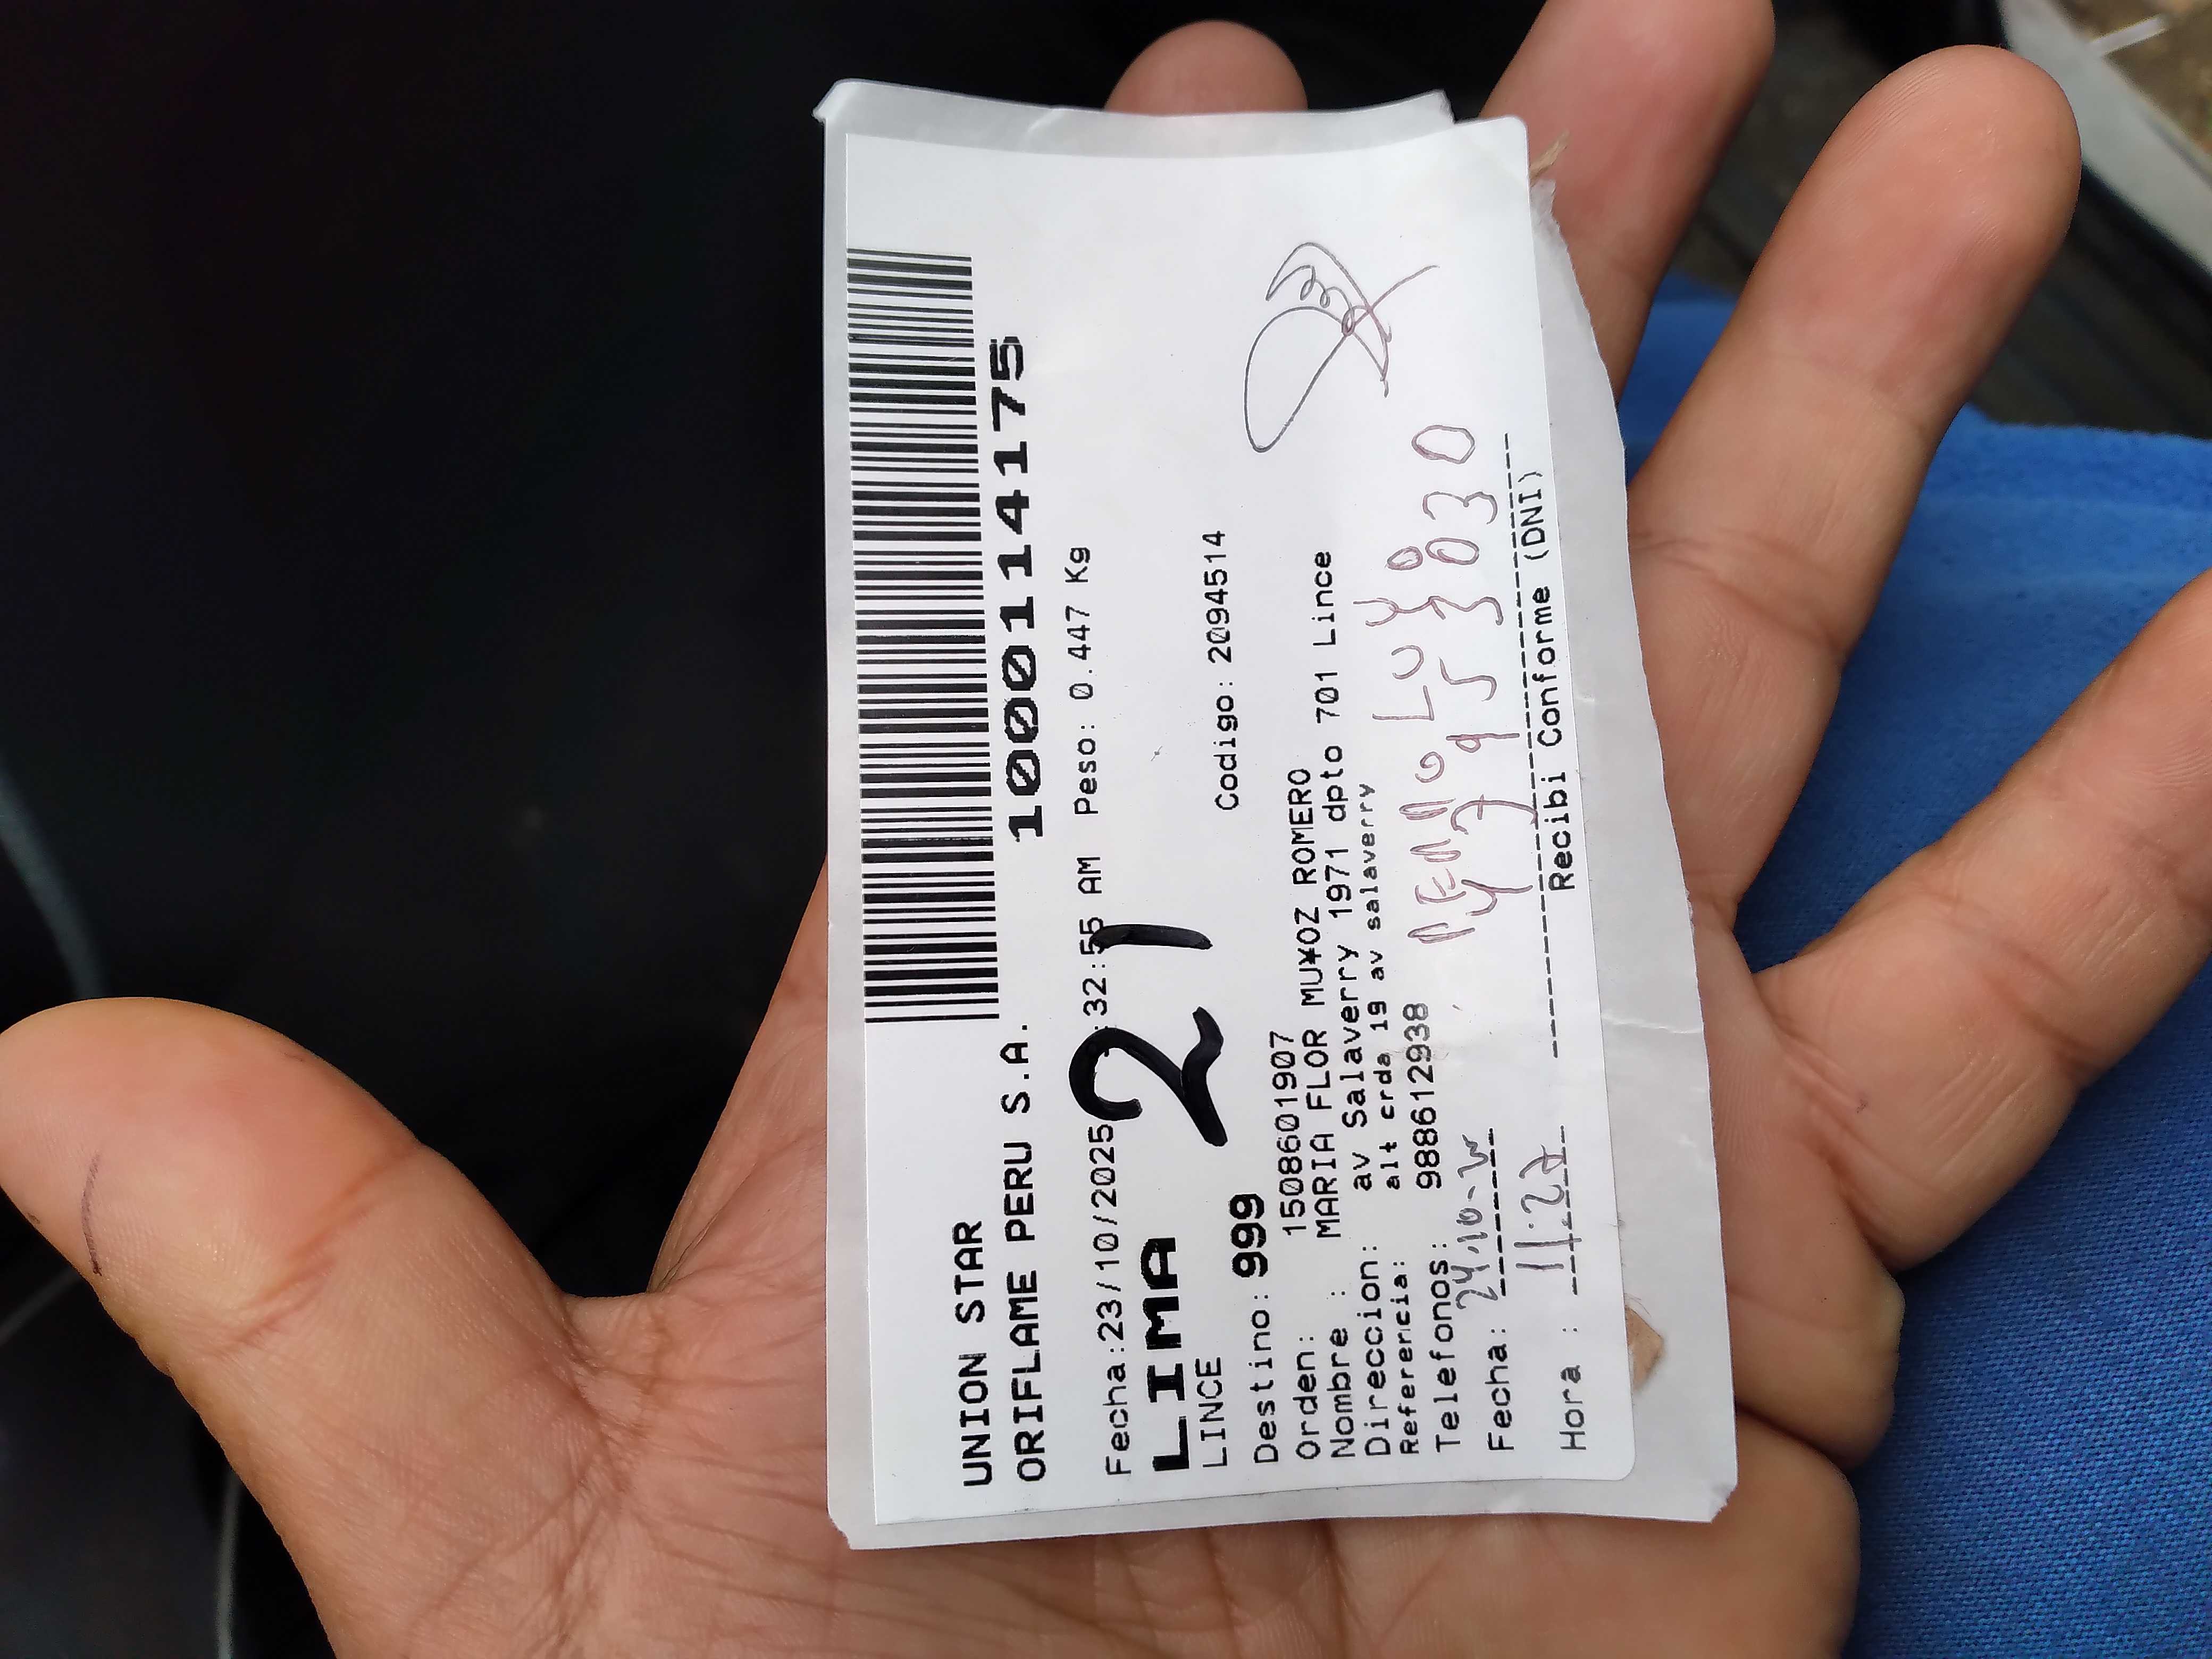 UNION STAR
ORIFLAME PERU S.A.
1000114175
Fecha:23/10/2025 :32:55 AM Peso: 0.447 Kg
LIMA
21
LINCE
Codigo: 2094514
Destino: 999
Orden: 1508601907
Nombre : MARIA FLOR MU¥OZ ROMERO
Direccion: av Salaverry 1971 dpto 701 Lince
Referencia: alt crda 19 av salaverry
Telefonos: 988612938
Fecha: 24.10.
Hora : 11:27
Recibi Conforme (DNI)